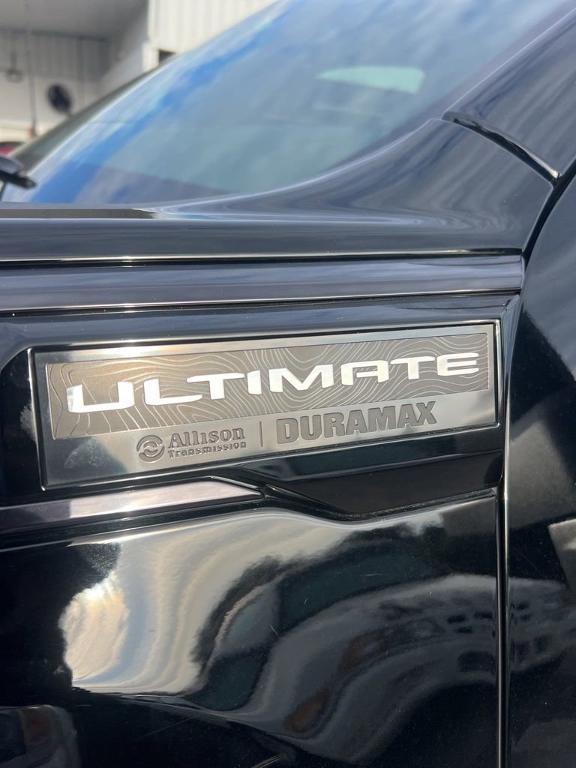 ULTIMATE
Allison | DURAMAX
Transmission